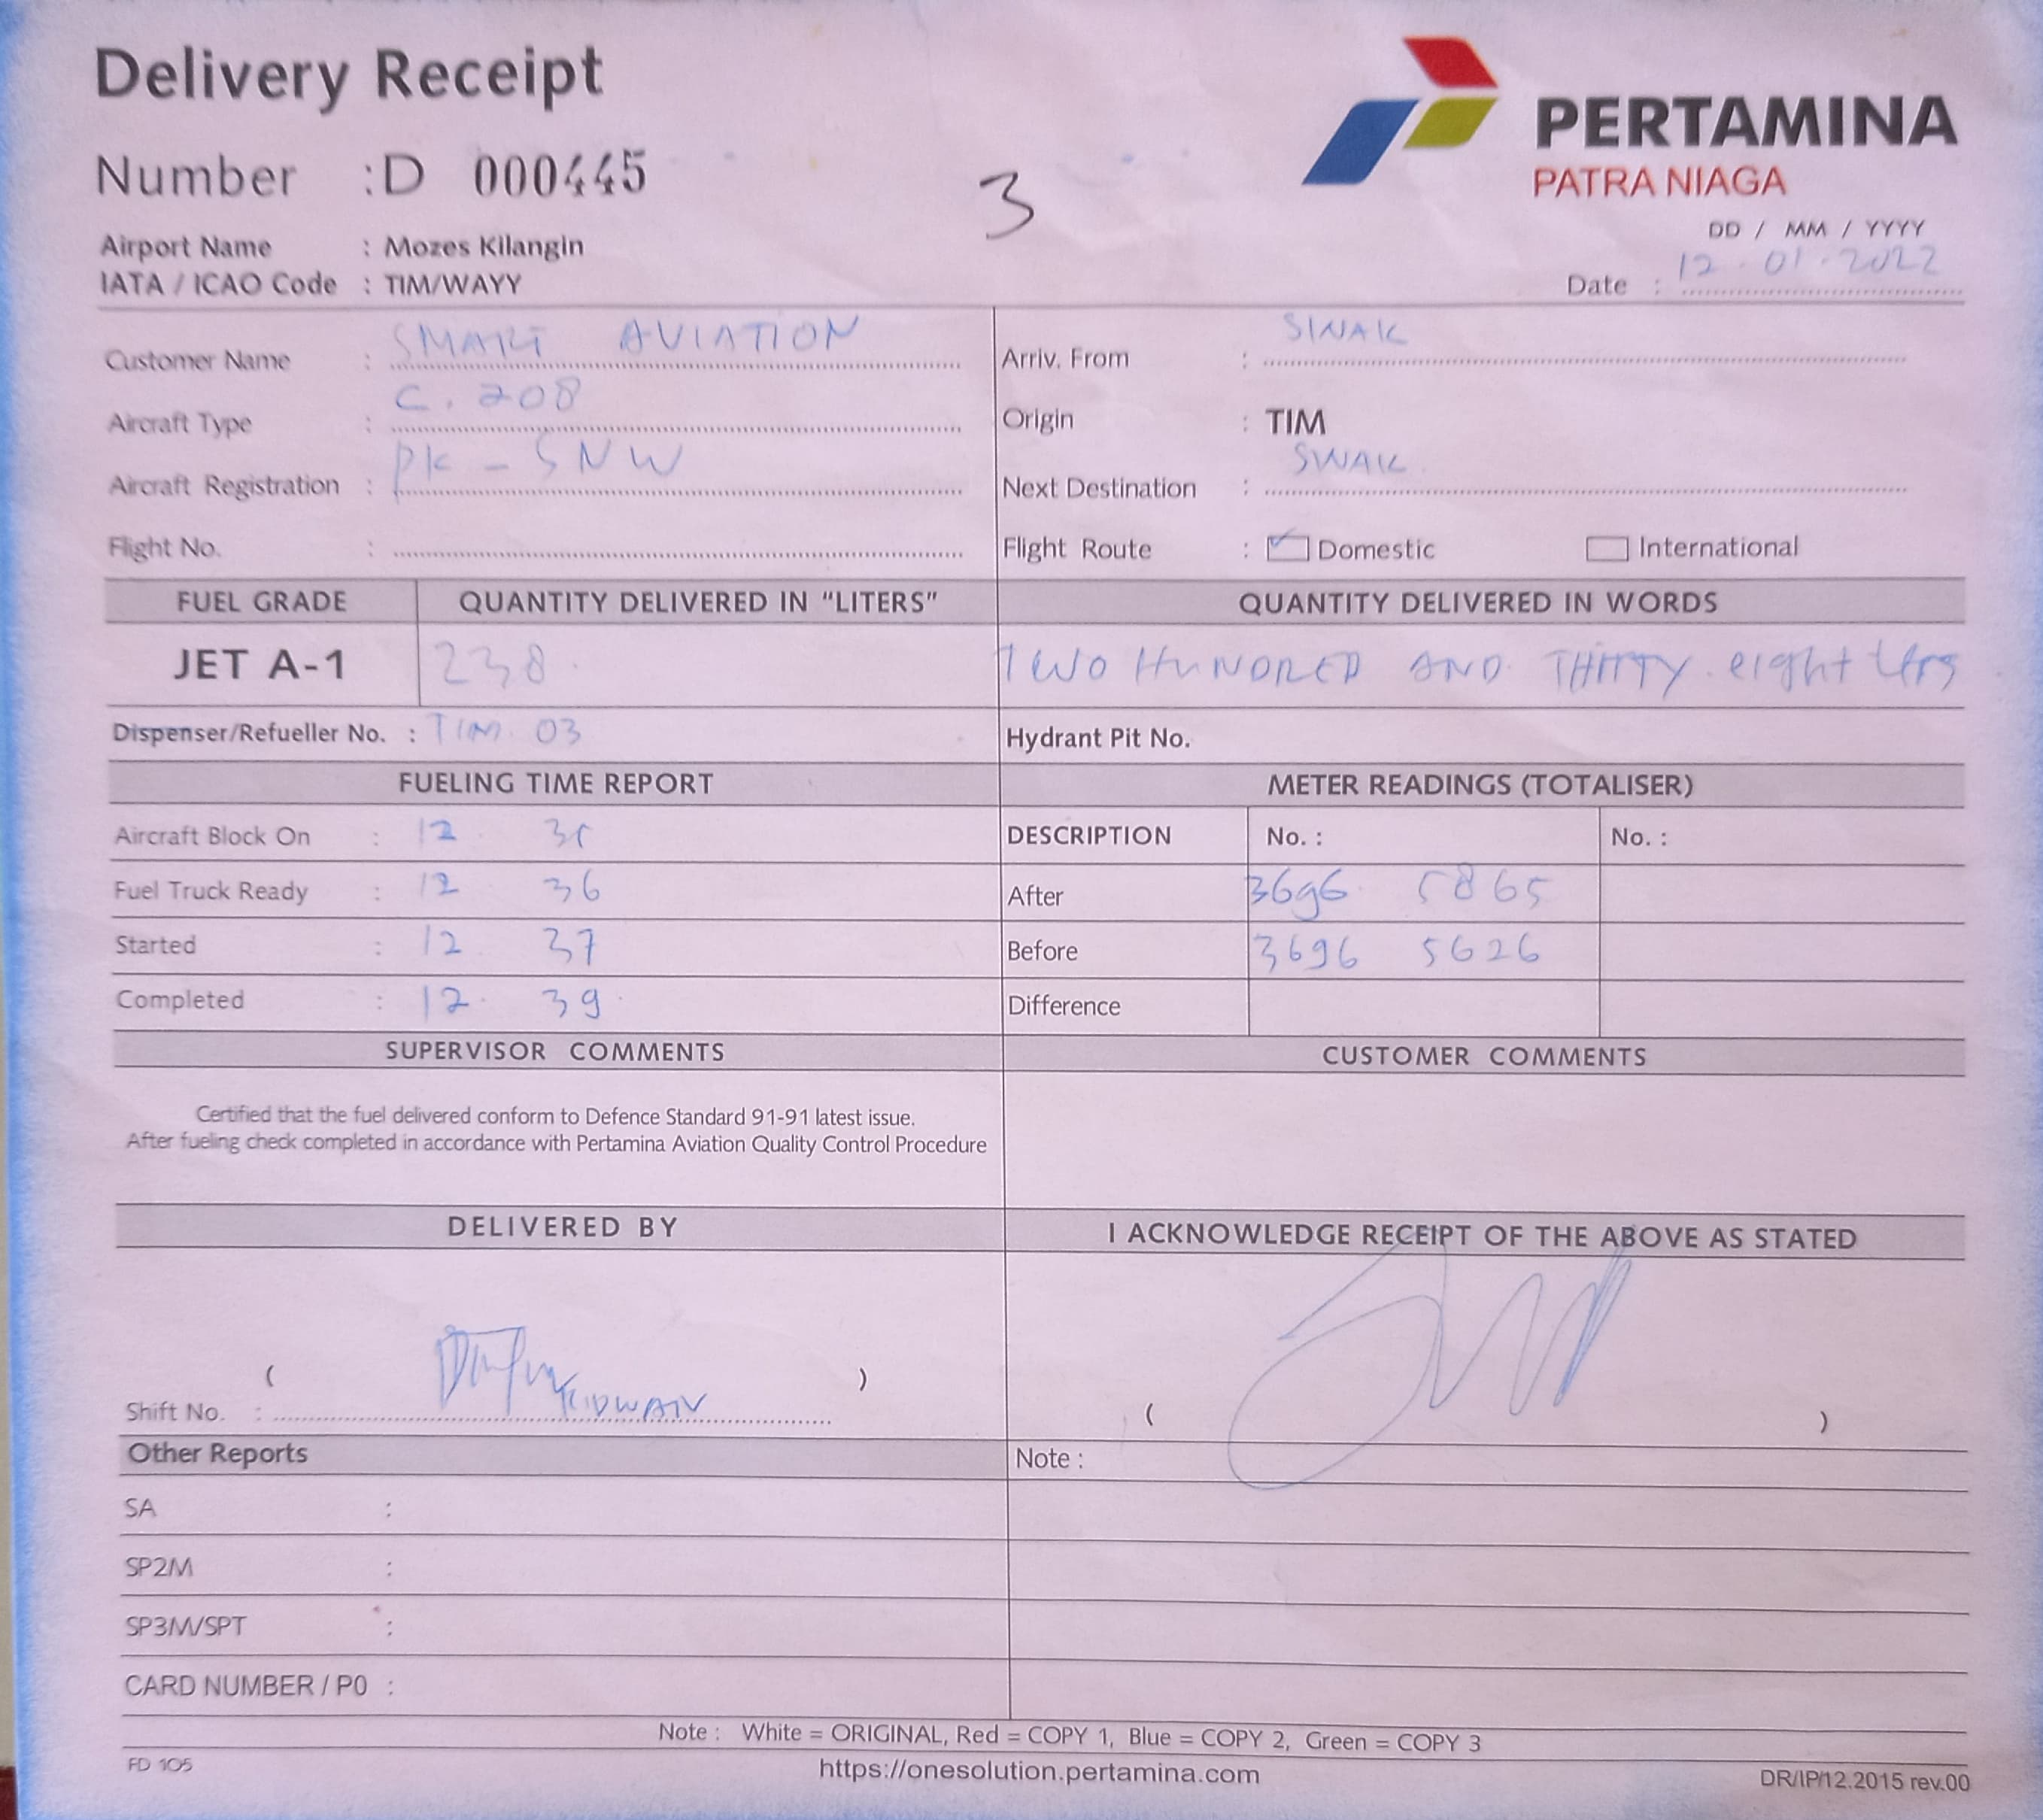 Delivery Receipt
PERTAMINA
PATRA NIAGA
Number : D 000445
3
Airport Name : Mozes Kilangin
IATA / ICAO Code : TIM/WAYY
DD / MM / YYYY
Date : 12.01.2022
Customer Name : SMART AVIATION
Arriv. From : SINAK
Aircraft Type : C. 208
Origin : TIM
Aircraft Registration : PK - SNW
Next Destination : SINAK
Flight No. :
Flight Route : Domestic International
FUEL GRADE QUANTITY DELIVERED IN "LITERS" QUANTITY DELIVERED IN WORDS
JET A-1 238. TWO HUNDRED AND THITTY eight
Dispenser/Refueller No. : TIM 03 Hydrant Pit No.
FUELING TIME REPORT METER READINGS (TOTALISER)
Aircraft Block On : 12 35 DESCRIPTION No. : No. :
Fuel Truck Ready : 12 36 After 3696 5865
Started : 12 37 Before 3696 5626
Completed : 12 39 Difference
SUPERVISOR COMMENTS CUSTOMER COMMENTS
Certified that the fuel delivered conform to Defence Standard 91-91 latest issue.
After fueling check completed in accordance with Pertamina Aviation Quality Control Procedure
DELIVERED BY I ACKNOWLEDGE RECEIPT OF THE ABOVE AS STATED
( )
RIDWAN
Shift No. :
( )
Other Reports Note :
SA :
SP2M :
SP3M/SPT :
CARD NUMBER / P0 :
Note : White = ORIGINAL, Red = COPY 1, Blue = COPY 2, Green = COPY 3
FD 105
https://onesolution.pertamina.com
DR/IP/12.2015 rev.00